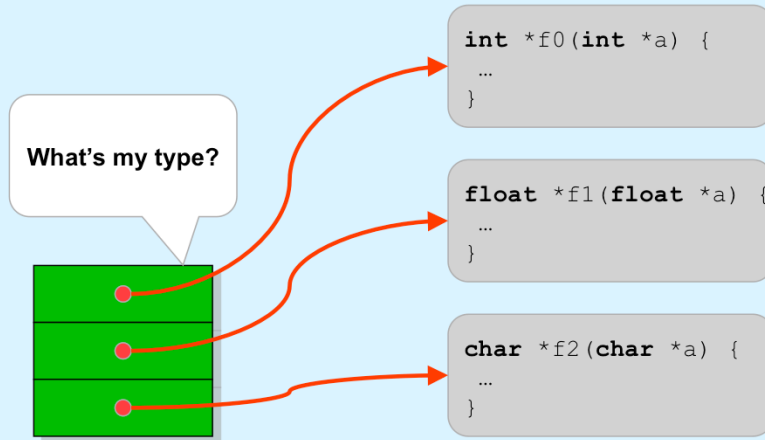 What's my type?
int *f0(int *a) {
…
}
float *f1(float *a) {
…
}
char *f2(char *a) {
…
}